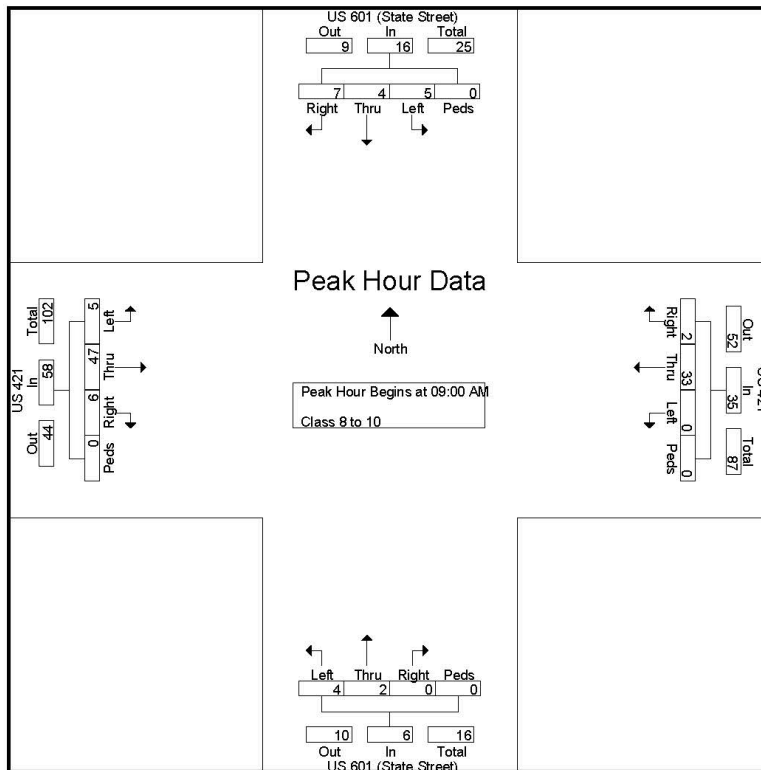 US 601 (State Street)
Out In Total
9 16 25
7 4 5 0
Right Thru Left Peds
Peak Hour Data
North
Peak Hour Begins at 09:00 AM
Class 8 to 10
US 421
Total In Out
102 58 44
5 47 6 0
Left Thru Right Peds
Right Thru Left Peds
2 33 0 0
52 35 87
Out In Total
US 421
Left Thru Right Peds
4 2 0 0
10 6 16
Out In Total
US 601 (State Street)